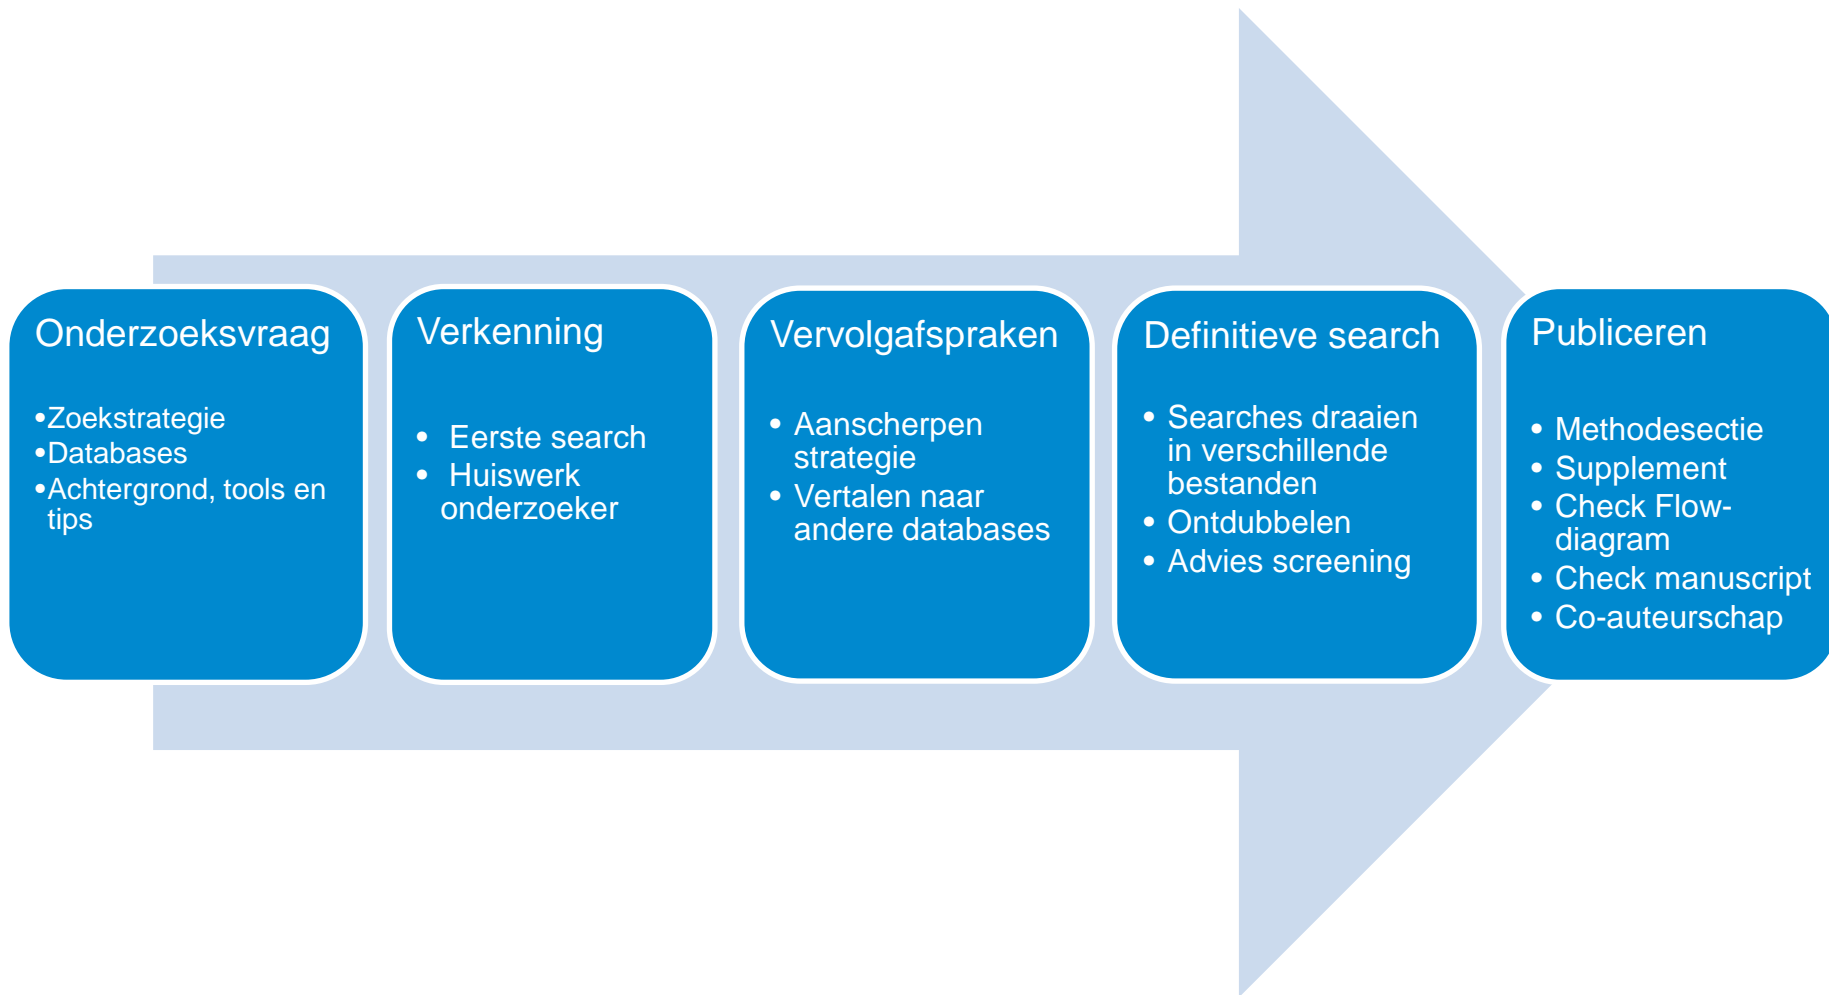 Onderzoeksvraag
•Zoekstrategie
•Databases
•Achtergrond, tools en
tips
Verkenning
• Eerste search
• Huiswerk
onderzoeker
Vervolgafspraken
• Aanscherpen
strategie
• Vertalen naar
andere databases
Definitieve search
• Searches draaien
in verschillende
bestanden
• Ontdubbelen
• Advies screening
Publiceren
• Methodesectie
• Supplement
• Check Flow-
diagram
• Check manuscript
• Co-auteurschap